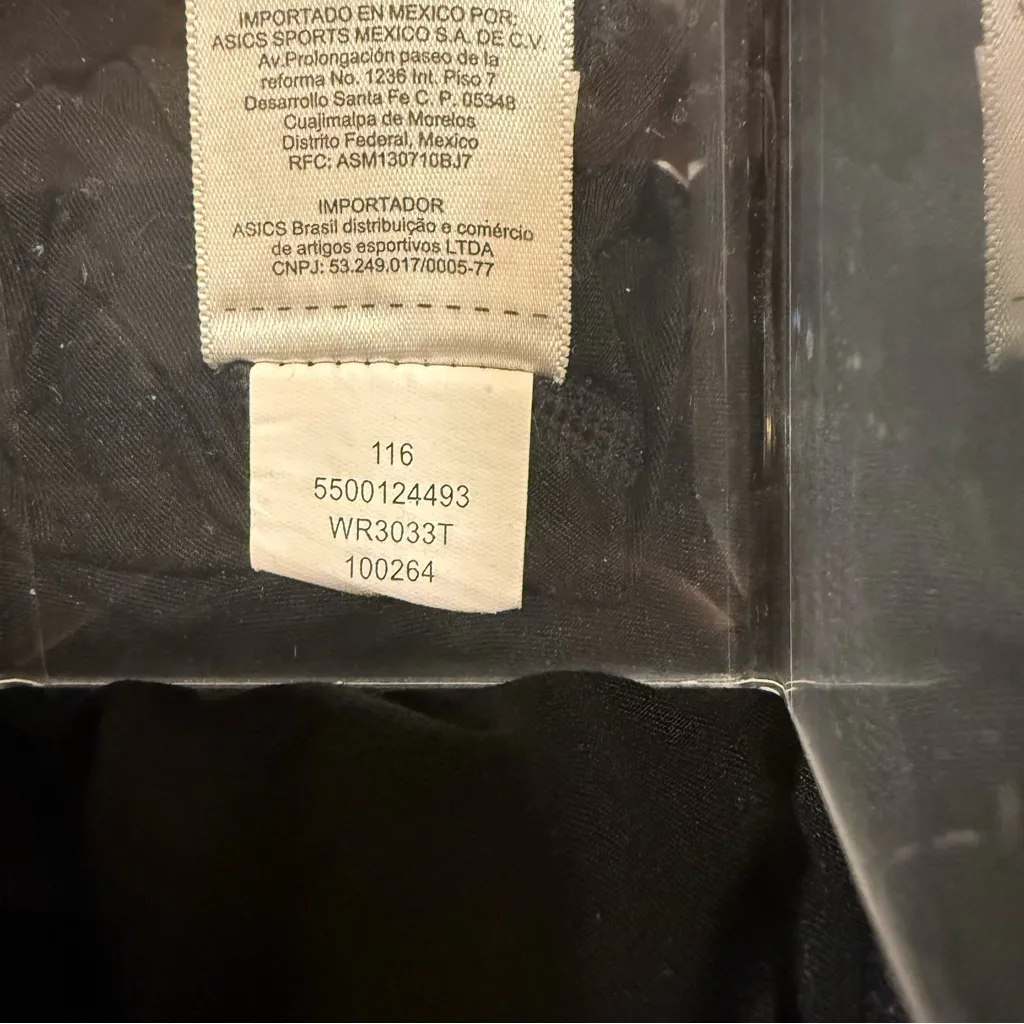 IMPORTADO EN MEXICO POR:
ASICS SPORTS MEXICO S.A. DE C.V.
Av.Prolongación paseo de la
reforma No. 1236 Int. Piso 7
Desarrollo Santa Fe C. P. 05348
Cuajimalpa de Morelos
Distrito Federal, Mexico
RFC: ASM130710BJ7
IMPORTADOR
ASICS Brasil distribuição e comércio
de artigos esportivos LTDA
CNPJ: 53.249.017/0005-77
116
5500124493
WR3033T
100264